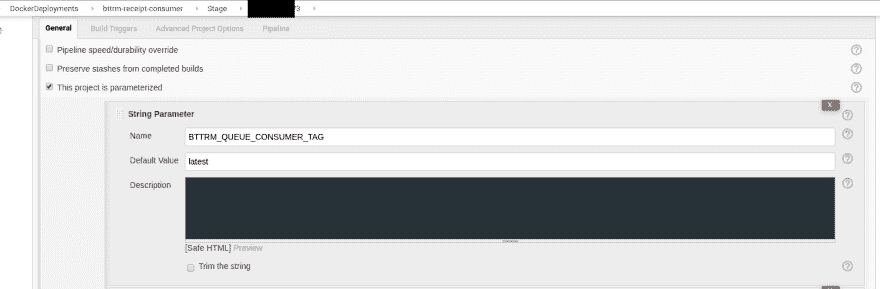 DockerDeployments > bttrm-receipt-consumer > Stage > 73 >
General Build Triggers Advanced Project Options Pipeline
Pipeline speed/durability override
Preserve stashes from completed builds
This project is parameterized
X
String Parameter
Name BTTRM_QUEUE_CONSUMER_TAG
Default Value latest
Description
[Safe HTML] Preview
Trim the string